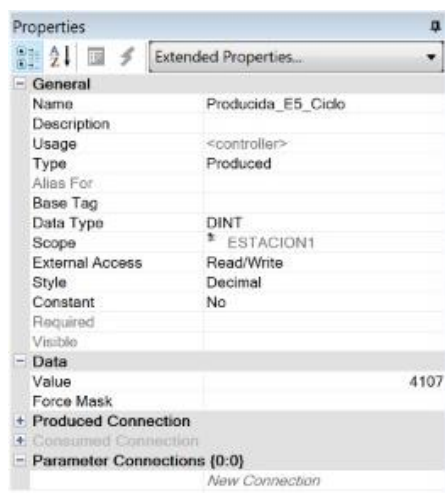 Properties
Extended Properties...
General
Name Producida_E5_Ciclo
Description
Usage <controller>
Type Produced
Alias For
Base Tag
Data Type DINT
Scope ESTACION1
External Access Read/Write
Style Decimal
Constant No
Required
Visible
Data
Value 4107
Force Mask
Produced Connection
Consumed Connection
Parameter Connections {0:0}
New Connection